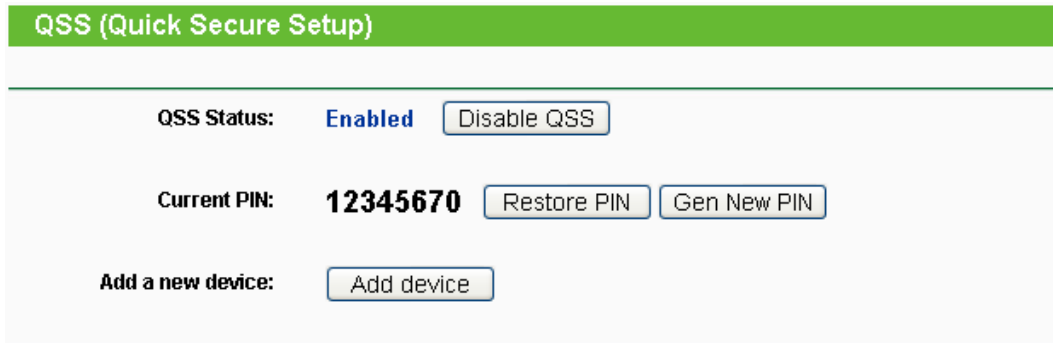 QSS (Quick Secure Setup)
QSS Status: Enabled Disable QSS
Current PIN: 12345670 Restore PIN Gen New PIN
Add a new device: Add device